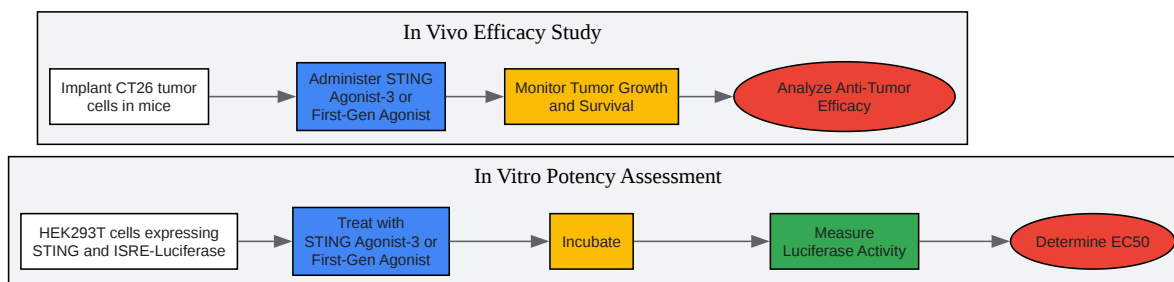 In Vivo Efficacy Study
Implant CT26 tumor
cells in mice
Administer STING
Agonist-3 or
First-Gen Agonist
Monitor Tumor Growth
and Survival
Analyze Anti-Tumor
Efficacy
In Vitro Potency Assessment
HEK293T cells expressing
STING and ISRE-Luciferase
Treat with
STING Agonist-3 or
First-Gen Agonist
Incubate
Measure
Luciferase Activity
Determine EC50